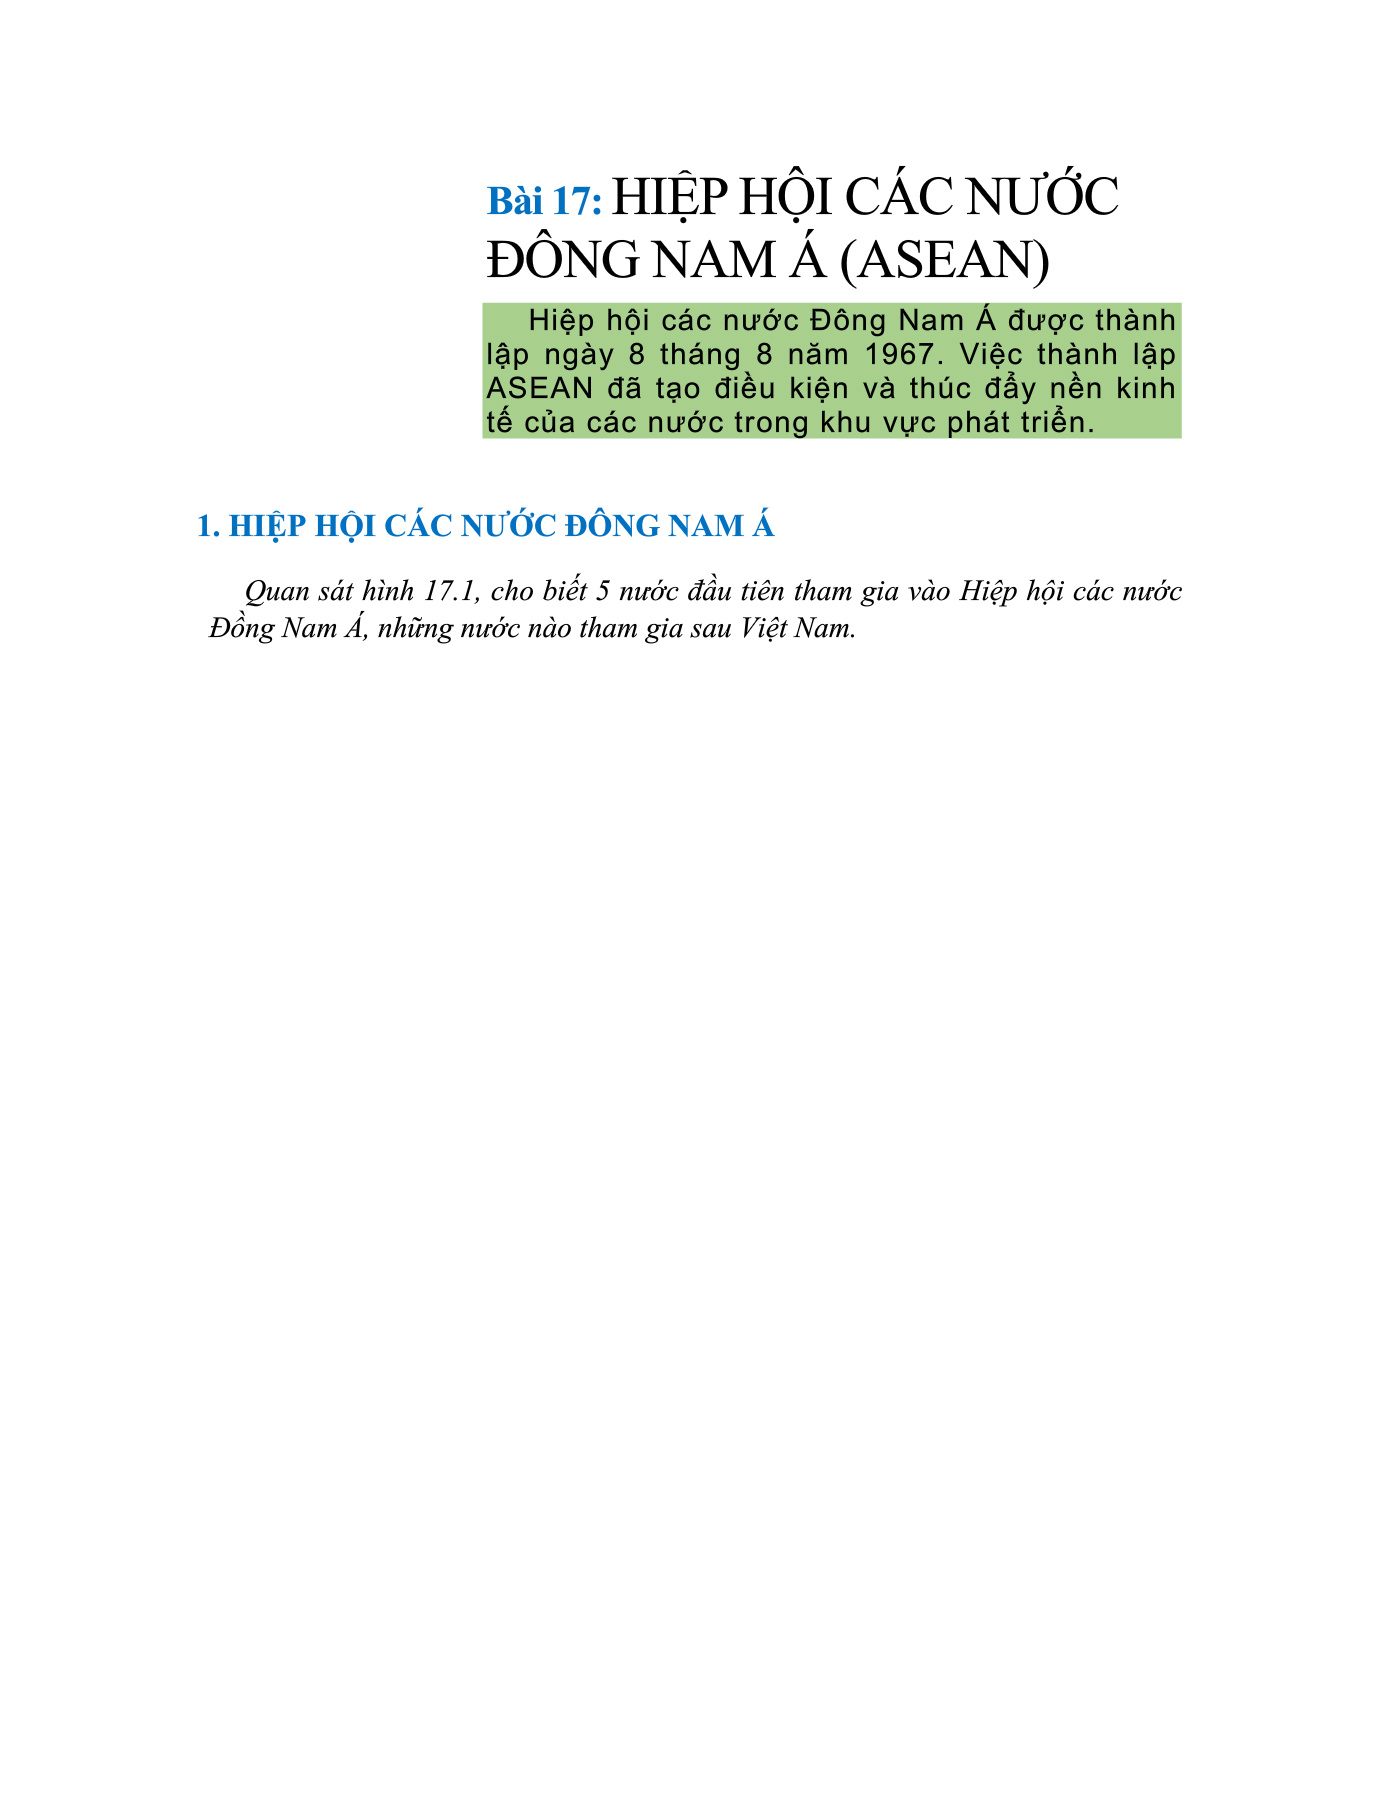 Bài 17: HIỆP HỘI CÁC NƯỚC
ĐÔNG NAM Á (ASEAN)
Hiệp hội các nước Đông Nam Á được thành
lập ngày 8 tháng 8 năm 1967. Việc thành lập
ASEAN đã tạo điều kiện và thúc đẩy nền kinh
tế của các nước trong khu vực phát triển.
1. HIỆP HỘI CÁC NƯỚC ĐÔNG NAM Á
Quan sát hình 17.1, cho biết 5 nước đầu tiên tham gia vào Hiệp hội các nước
Đồng Nam Á, những nước nào tham gia sau Việt Nam.